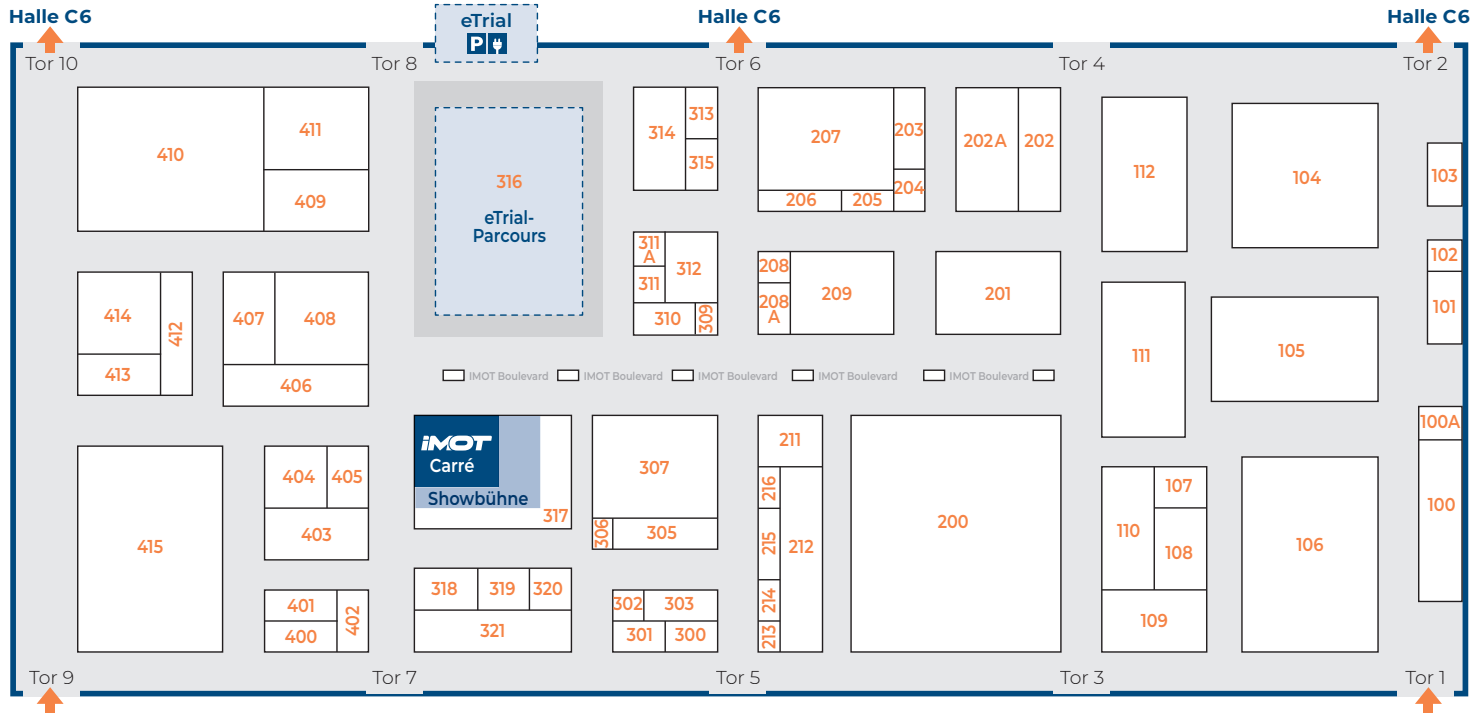 Halle C6
eTrial
Halle C6
Halle C6
P
Tor 10
Tor 8
Tor 6
Tor 4
Tor 2
410
411
409
316
eTrial-
Parcours
314
313
315
207
203
204
206
205
202A
202
112
104
103
414
412
413
407
408
406
311
A
311
312
310
309
208
208
A
209
201
111
105
102
101
IMOT Boulevard
IMOT Boulevard
IMOT Boulevard
IMOT Boulevard
IMOT Boulevard
415
404
405
403
401
400
402
iMOT
Carré
Showbühne
317
318
319
320
321
307
306
305
302
303
301
300
211
216
215
212
214
213
200
110
107
108
109
106
100A
100
Tor 9
Tor 7
Tor 5
Tor 3
Tor 1